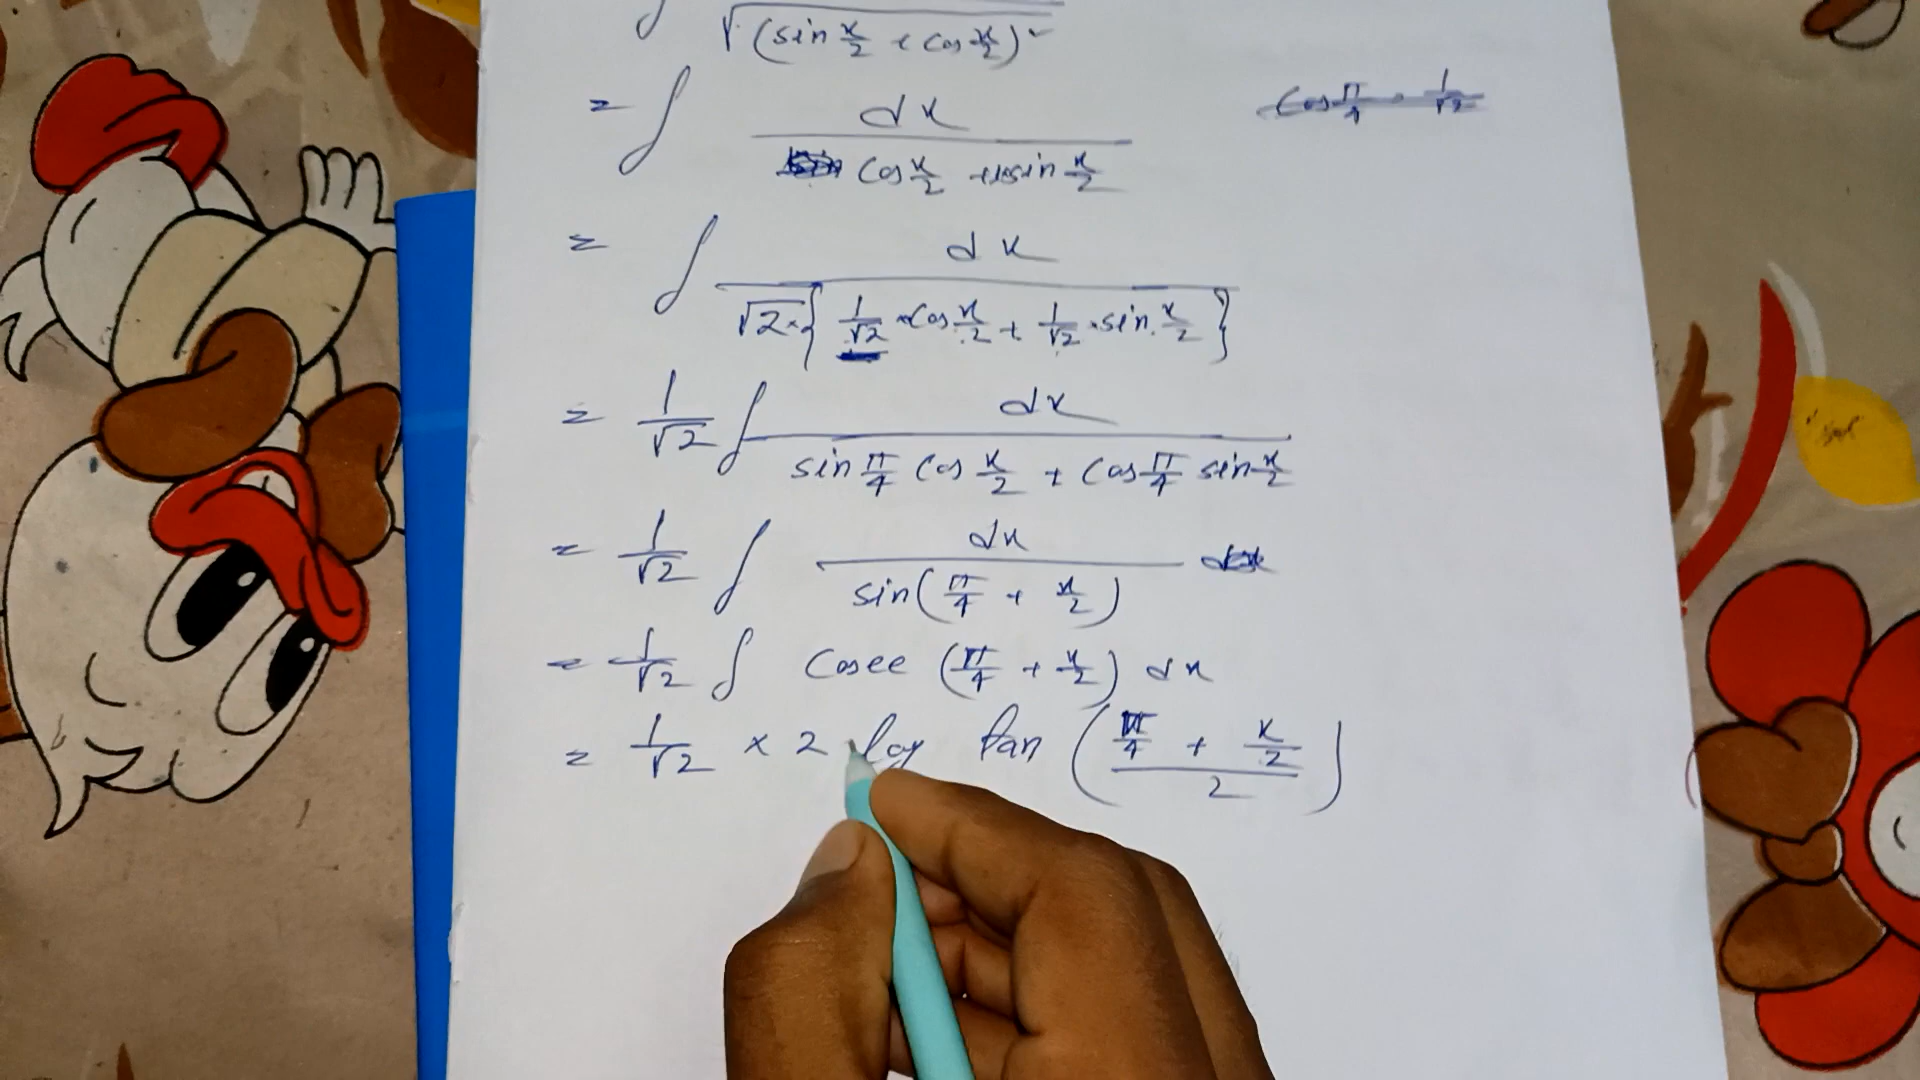 ∫ √(sin x/2 + cos x/2)²
= ∫ dx / cos x/2 + sin x/2
cos π/4 = 1/√2
= ∫ dx / √2 × { 1/√2 · cos x/2 + 1/√2 · sin x/2 }
= 1/√2 ∫ dx / sin π/4 cos x/2 + cos π/4 sin x/2
= 1/√2 ∫ dx / sin(π/4 + x/2)
= 1/√2 ∫ cosec (π/4 + x/2) dx
= 1/√2 × 2 log tan ( π/4 + x/2 / 2 )